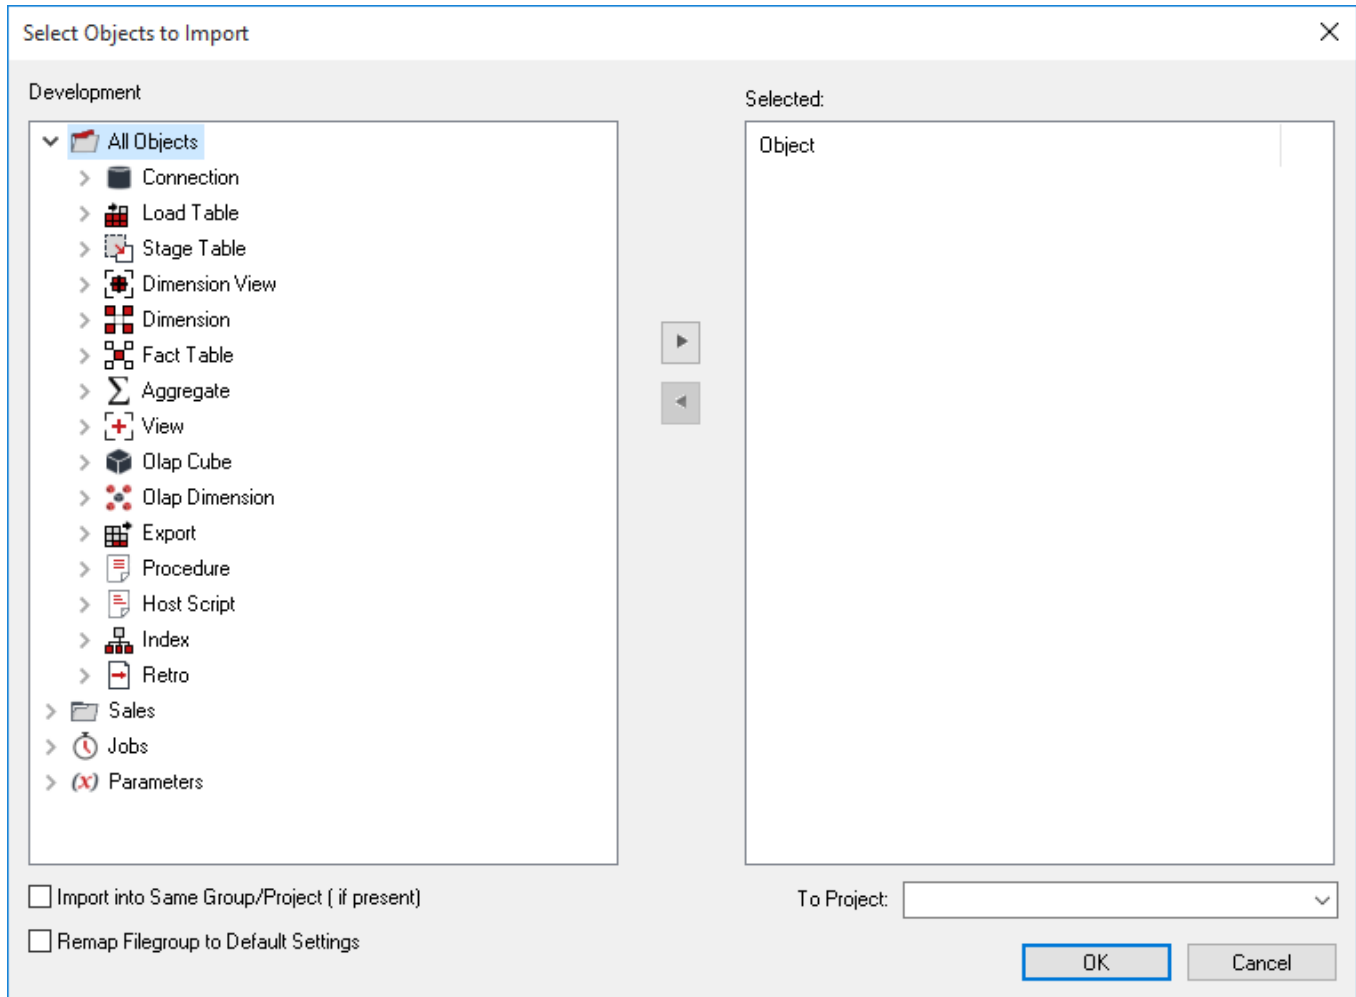 Select Objects to Import
Development
All Objects
Connection
Load Table
Stage Table
Dimension View
Dimension
Fact Table
Aggregate
View
Olap Cube
Olap Dimension
Export
Procedure
Host Script
Index
Retro
Sales
Jobs
(x) Parameters
Selected:
Object
Import into Same Group/Project ( if present)
Remap Filegroup to Default Settings
To Project:
OK
Cancel